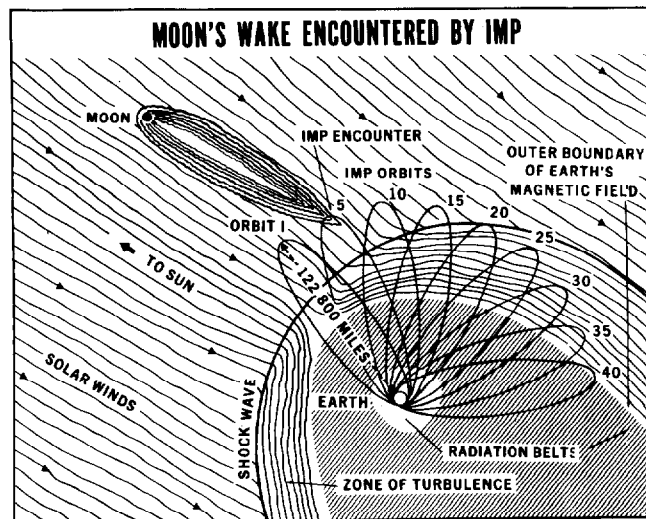 MOON'S WAKE ENCOUNTERED BY IMP
MOON
IMP ENCOUNTER
IMP ORBITS
OUTER BOUNDARY
OF EARTH'S
MAGNETIC FIELD
5
10
15
20
25
30
35
40
ORBIT I
122,800 MILES
TO SUN
SOLAR WINDS
SHOCK WAVE
EARTH
RADIATION BELTS
ZONE OF TURBULENCE